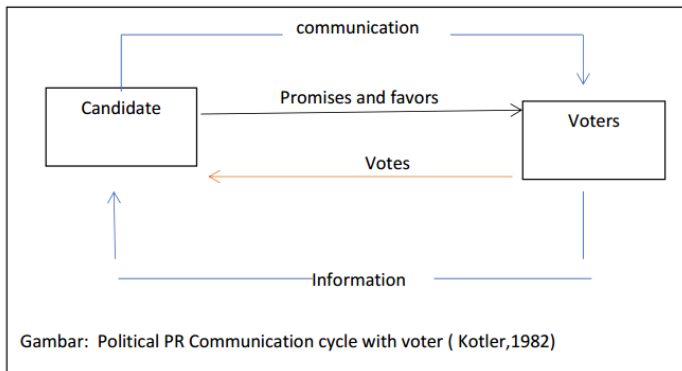 communication
Promises and favors
Candidate
Voters
Votes
Information
Gambar: Political PR Communication cycle with voter ( Kotler,1982)